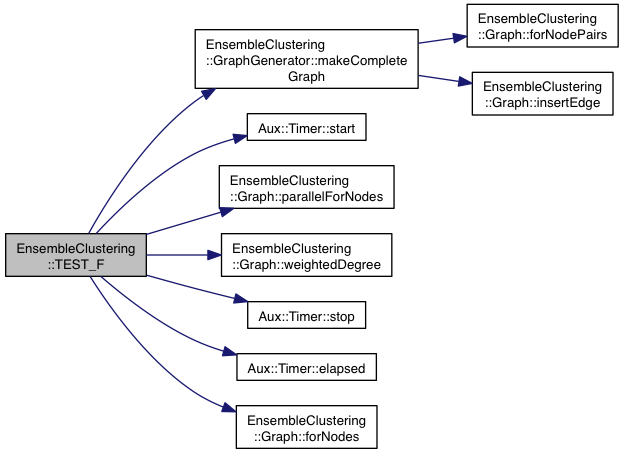 EnsembleClustering
::TEST_F
EnsembleClustering
::GraphGenerator::makeComplete
Graph
EnsembleClustering
::Graph::forNodePairs
EnsembleClustering
::Graph::insertEdge
Aux::Timer::start
EnsembleClustering
::Graph::parallelForNodes
EnsembleClustering
::Graph::weightedDegree
Aux::Timer::stop
Aux::Timer::elapsed
EnsembleClustering
::Graph::forNodes